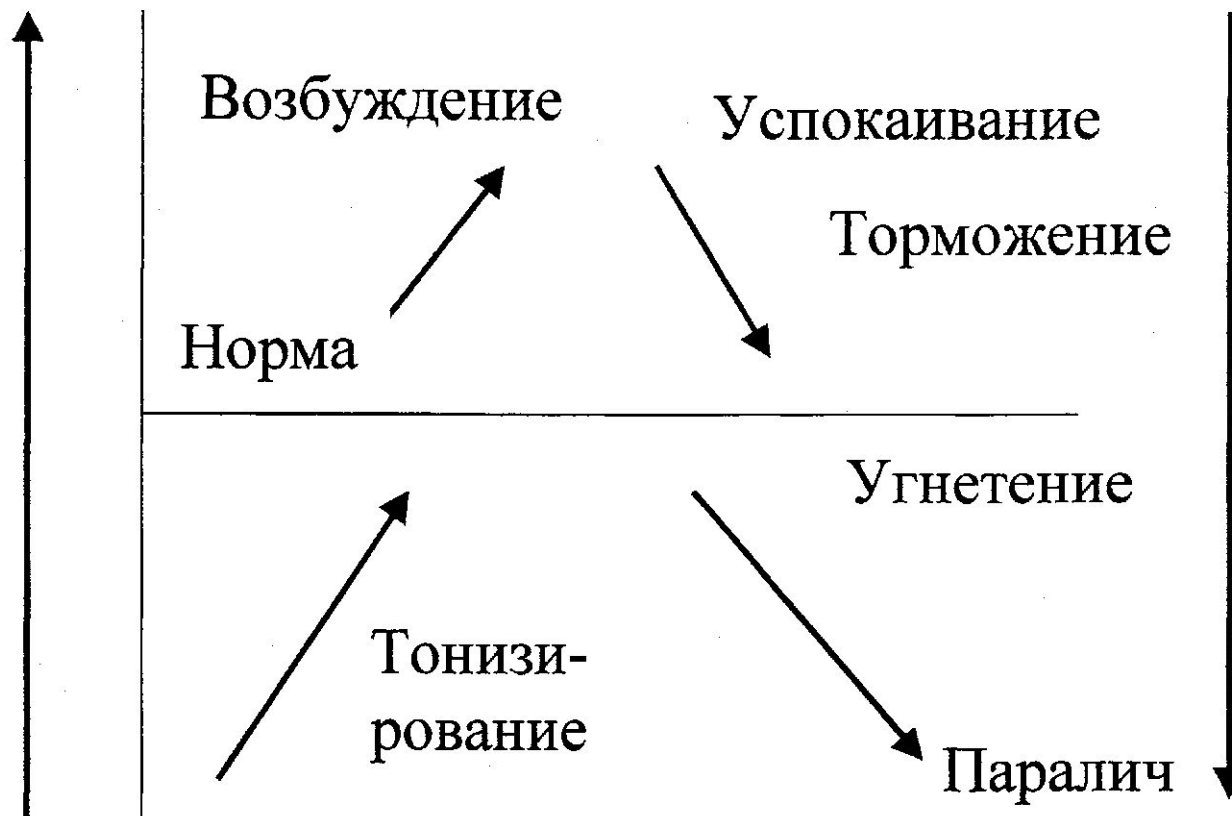 Возбуждение
Успокаивание
Торможение
Норма
Угнетение
Тонизи-
рование
Паралич